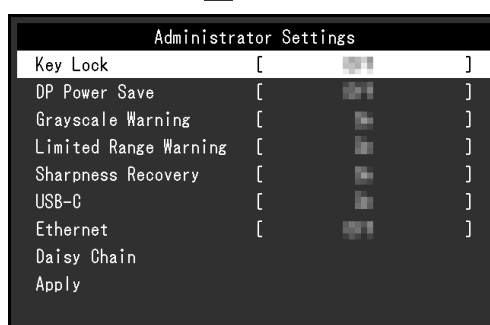 Administrator Settings
Key Lock [ ]
DP Power Save [ ]
Grayscale Warning [ ]
Limited Range Warning [ ]
Sharpness Recovery [ ]
USB-C [ ]
Ethernet [ ]
Daisy Chain
Apply